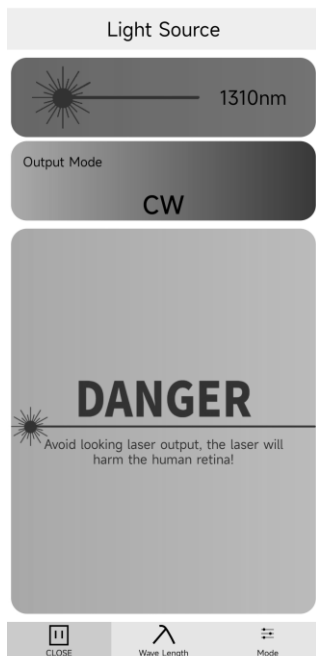 Light Source
1310nm
Output Mode
CW
DANGER
Avoid looking laser output, the laser will
harm the human retina!
CLOSE
Wave Length
Mode